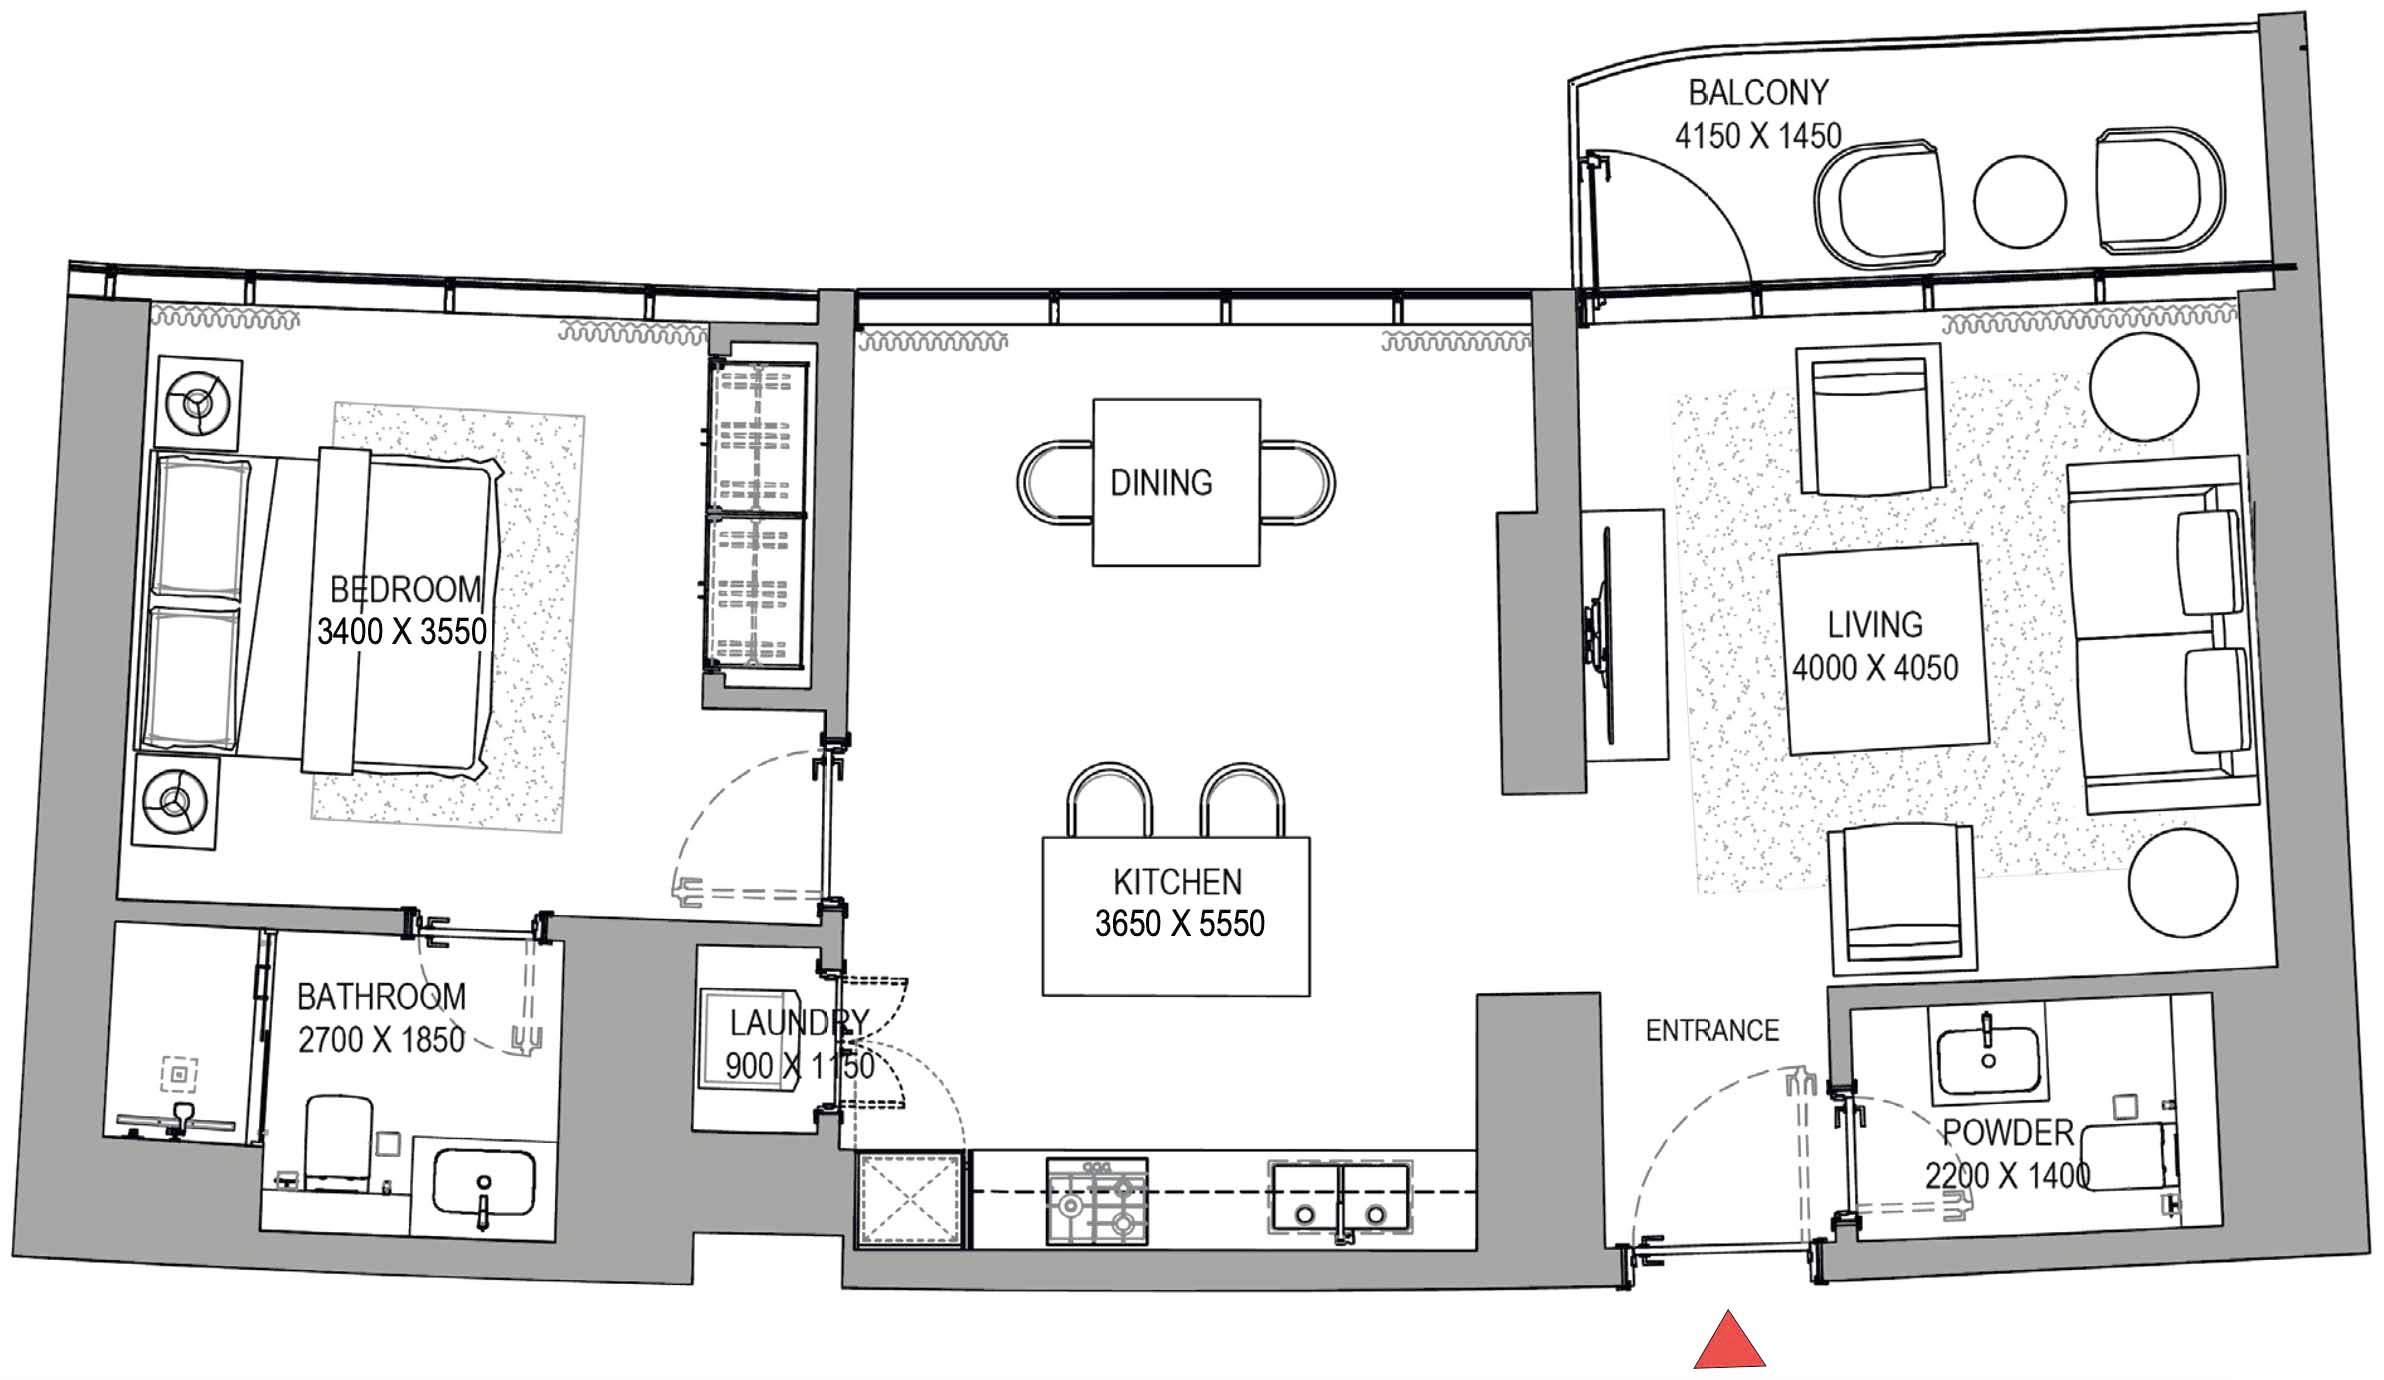 BALCONY
4150 X 1450
DINING
BEDROOM
3400 X 3550
LIVING
4000 X 4050
KITCHEN
3650 X 5550
BATHROOM
2700 X 1850
LAUNDRY
900 X 1150
ENTRANCE
POWDER
2200 X 1400